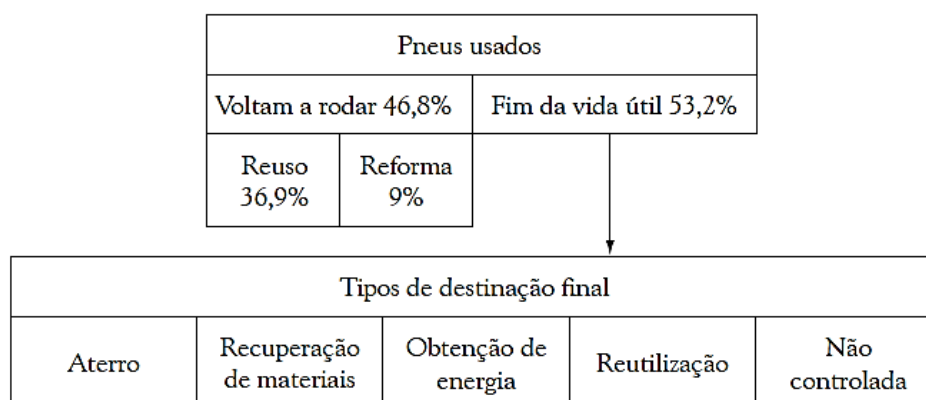 Pneus usados
Voltam a rodar 46,8%
Fim da vida útil 53,2%
Reuso
36,9%
Reforma
9%
Tipos de destinação final
Aterro
Recuperação
de materiais
Obtenção de
energia
Reutilização
Não
controlada